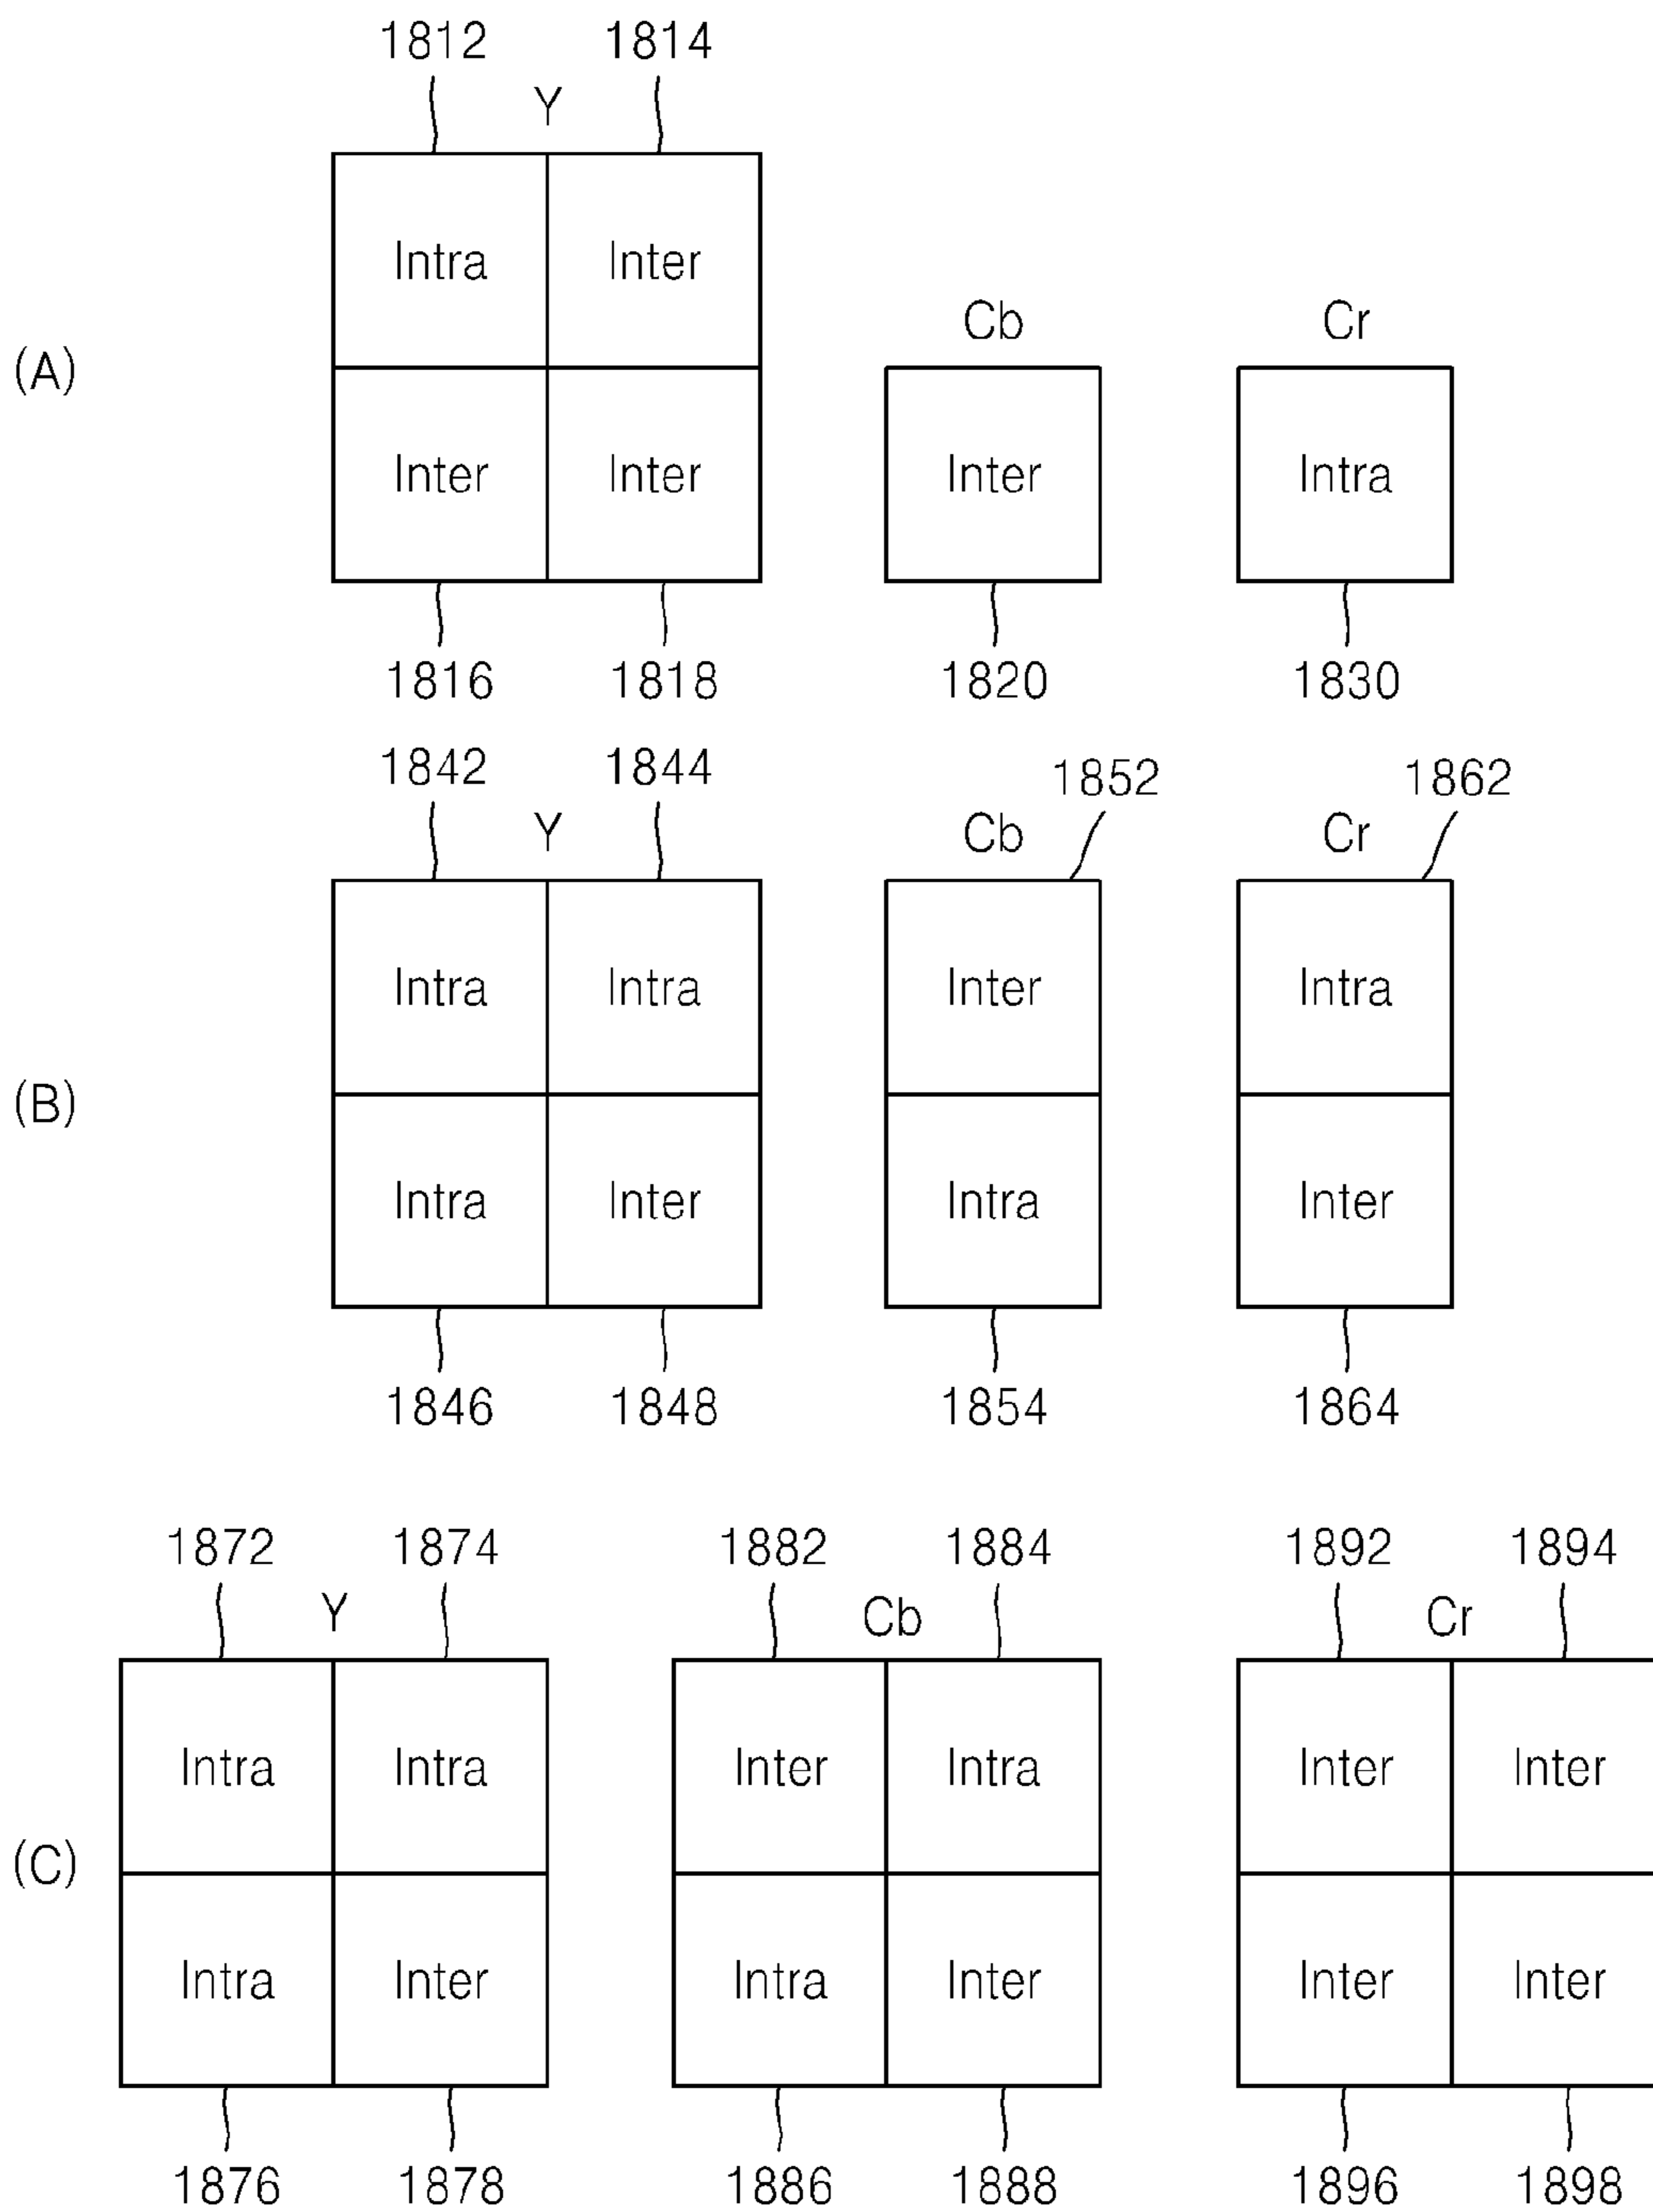 1812 1814
Y
Intra Inter
Cb Cr
(A)
Inter Inter Inter Intra
1816 1818 1820 1830
1842 1844 1852 1862
Y Cb Cr
Intra Intra Inter Intra
(B)
Intra Inter Intra Inter
1846 1848 1854 1864
1872 1874 1882 1884 1892 1894
Y Cb Cr
Intra Intra Inter Intra Inter Inter
(C)
Intra Inter Intra Inter Inter Inter
1876 1878 1886 1888 1896 1898